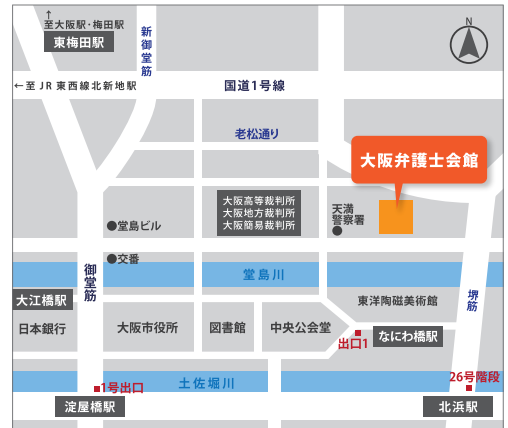 ↑
至大阪駅・梅田駅
東梅田駅
新御堂筋
N
←至JR東西線北新地駅
国道1号線
老松通り
大阪弁護士会館
大阪高等裁判所
大阪地方裁判所
大阪簡易裁判所
天満
警察署
●堂島ビル
●交番
御堂筋
堂島川
大江橋駅
東洋陶磁美術館
堺筋
日本銀行
大阪市役所
図書館
中央公会堂
なにわ橋駅
出口1
土佐堀川
1号出口
26号階段
淀屋橋駅
北浜駅